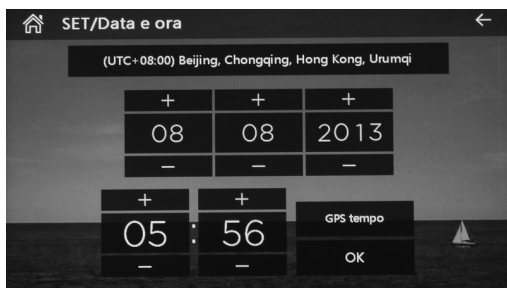 SET/Data e ora
(UTC+08:00) Beijing, Chongqing, Hong Kong, Urumqi
+ + +
08 08 2013
− − −
+ +
05 : 56
− −
GPS tempo
OK